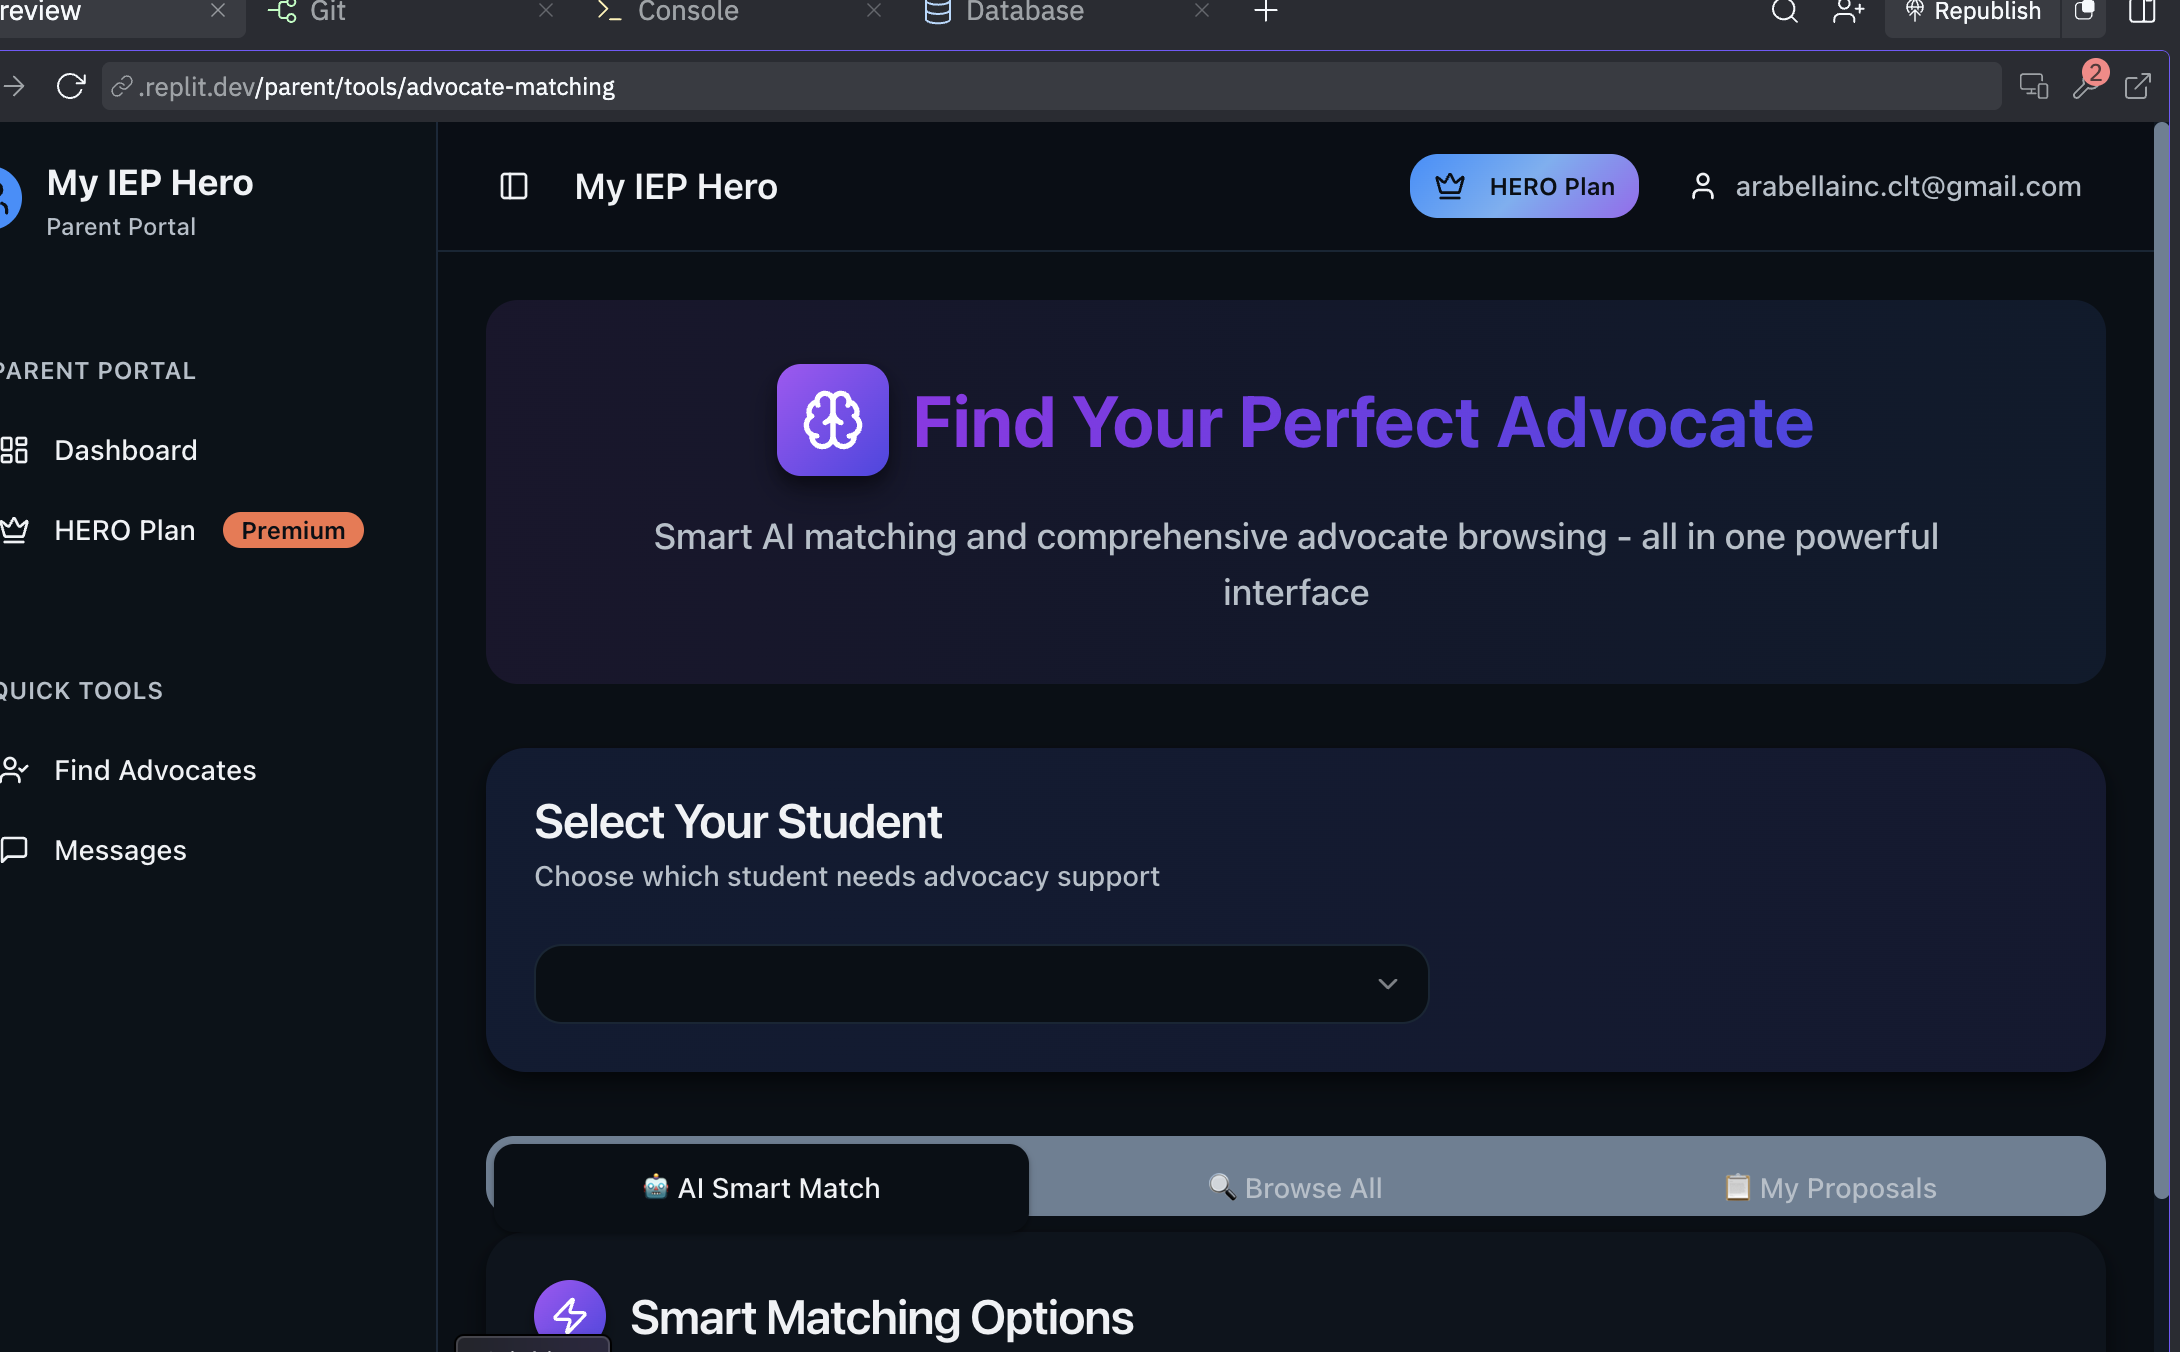 Git
Console
Database
Republish
.replit.dev/parent/tools/advocate-matching
2
My IEP Hero
Parent Portal
My IEP Hero
HERO Plan
arabellainc.clt@gmail.com
PARENT PORTAL
Dashboard
HERO Plan
Premium
QUICK TOOLS
Find Advocates
Messages
Find Your Perfect Advocate
Smart AI matching and comprehensive advocate browsing - all in one powerful
interface
Select Your Student
Choose which student needs advocacy support
AI Smart Match
Browse All
My Proposals
Smart Matching Options